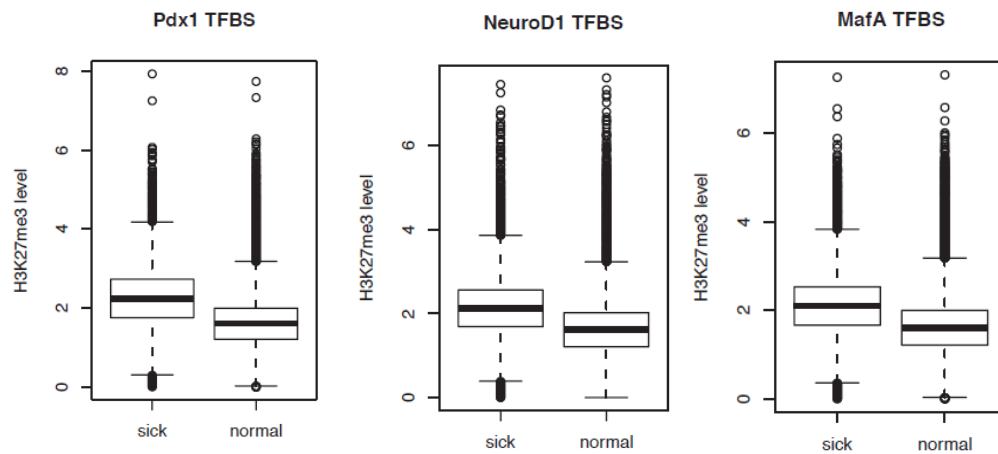 Pdx1 TFBS
H3K27me3 level
8
6
4
2
0
sick normal
NeuroD1 TFBS
H3K27me3 level
6
4
2
0
sick normal
MafA TFBS
H3K27me3 level
6
4
2
0
sick normal